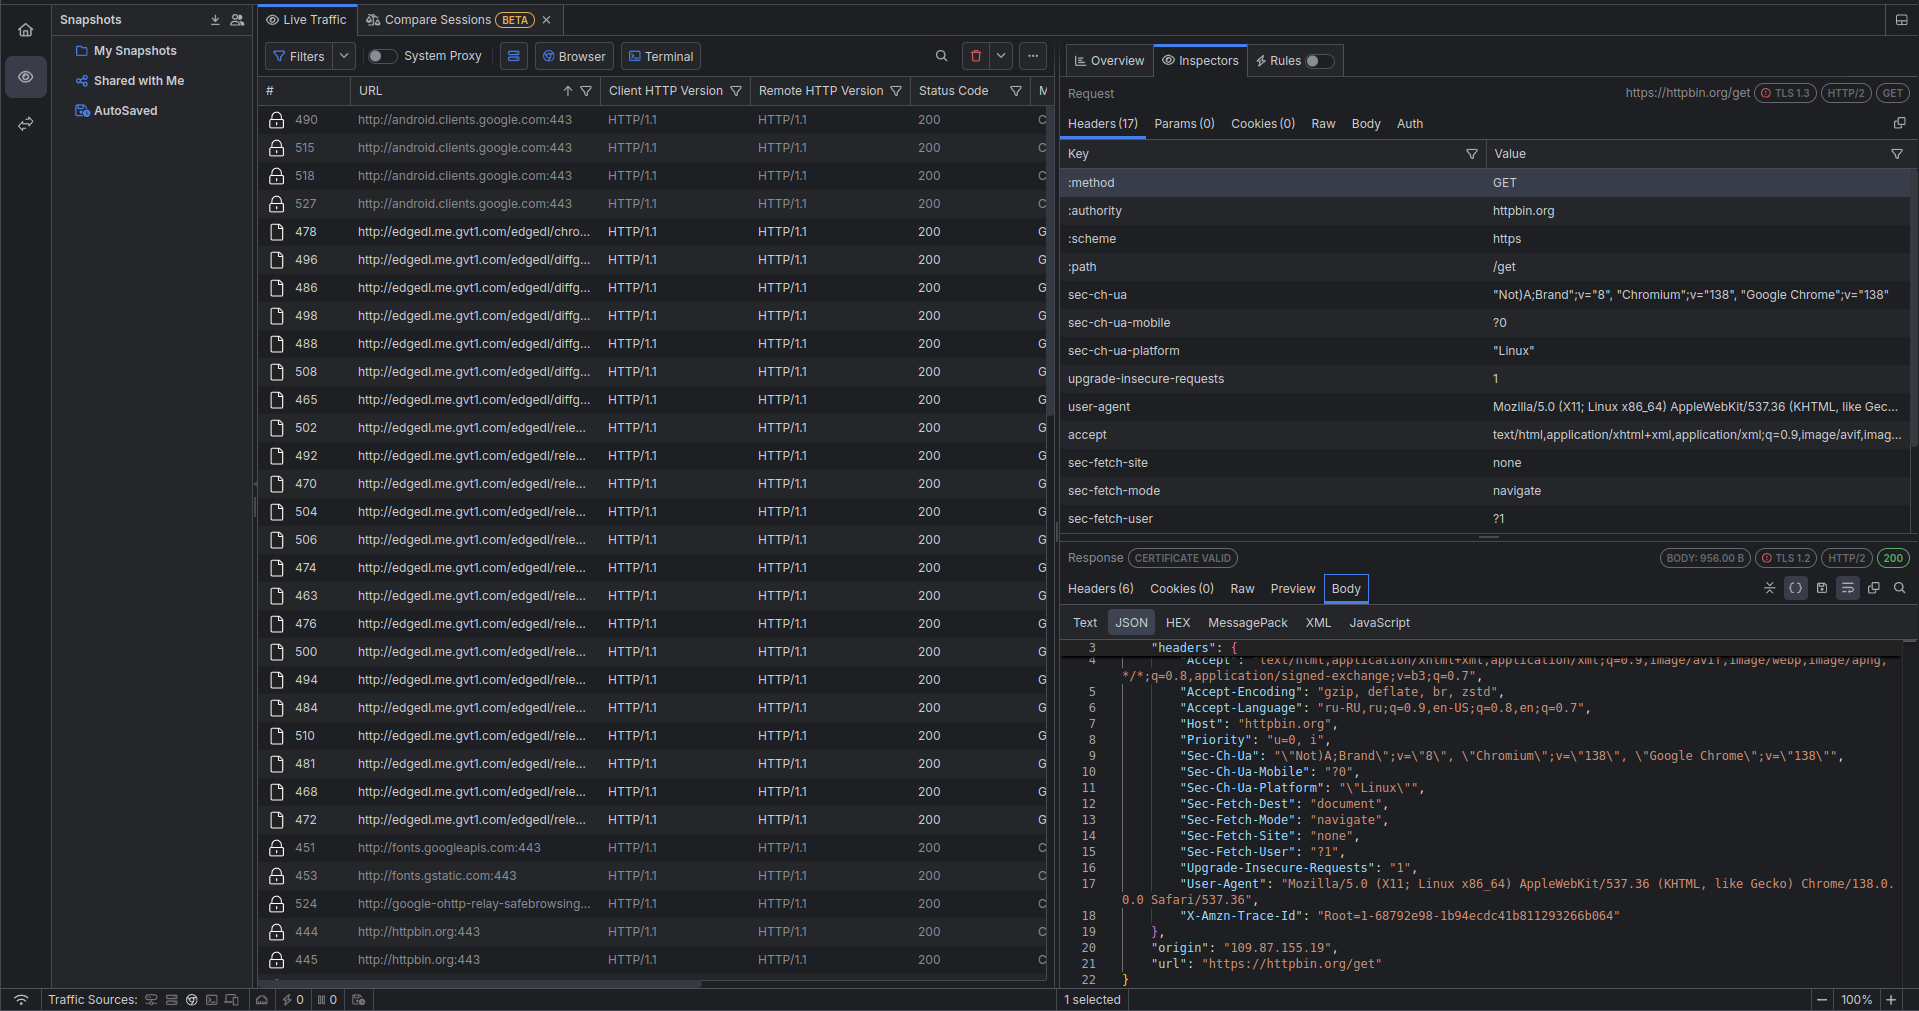 Snapshots
My Snapshots
Shared with Me
AutoSaved
Live Traffic
Compare Sessions BETA
Filters
System Proxy
Browser
Terminal
# URL Client HTTP Version Remote HTTP Version Status Code M
490 http://android.clients.google.com:443 HTTP/1.1 HTTP/1.1 200 C
515 http://android.clients.google.com:443 HTTP/1.1 HTTP/1.1 200 C
518 http://android.clients.google.com:443 HTTP/1.1 HTTP/1.1 200 C
527 http://android.clients.google.com:443 HTTP/1.1 HTTP/1.1 200 C
478 http://edgedl.me.gvt1.com/edgedl/chro... HTTP/1.1 HTTP/1.1 200 G
496 http://edgedl.me.gvt1.com/edgedl/diffg... HTTP/1.1 HTTP/1.1 200 G
486 http://edgedl.me.gvt1.com/edgedl/diffg... HTTP/1.1 HTTP/1.1 200 G
498 http://edgedl.me.gvt1.com/edgedl/diffg... HTTP/1.1 HTTP/1.1 200 G
488 http://edgedl.me.gvt1.com/edgedl/diffg... HTTP/1.1 HTTP/1.1 200 G
508 http://edgedl.me.gvt1.com/edgedl/diffg... HTTP/1.1 HTTP/1.1 200 G
465 http://edgedl.me.gvt1.com/edgedl/diffg... HTTP/1.1 HTTP/1.1 200 G
502 http://edgedl.me.gvt1.com/edgedl/rele... HTTP/1.1 HTTP/1.1 200 G
492 http://edgedl.me.gvt1.com/edgedl/rele... HTTP/1.1 HTTP/1.1 200 G
470 http://edgedl.me.gvt1.com/edgedl/rele... HTTP/1.1 HTTP/1.1 200 G
504 http://edgedl.me.gvt1.com/edgedl/rele... HTTP/1.1 HTTP/1.1 200 G
506 http://edgedl.me.gvt1.com/edgedl/rele... HTTP/1.1 HTTP/1.1 200 G
474 http://edgedl.me.gvt1.com/edgedl/rele... HTTP/1.1 HTTP/1.1 200 G
463 http://edgedl.me.gvt1.com/edgedl/rele... HTTP/1.1 HTTP/1.1 200 G
476 http://edgedl.me.gvt1.com/edgedl/rele... HTTP/1.1 HTTP/1.1 200 G
500 http://edgedl.me.gvt1.com/edgedl/rele... HTTP/1.1 HTTP/1.1 200 G
494 http://edgedl.me.gvt1.com/edgedl/rele... HTTP/1.1 HTTP/1.1 200 G
484 http://edgedl.me.gvt1.com/edgedl/rele... HTTP/1.1 HTTP/1.1 200 G
510 http://edgedl.me.gvt1.com/edgedl/rele... HTTP/1.1 HTTP/1.1 200 G
481 http://edgedl.me.gvt1.com/edgedl/rele... HTTP/1.1 HTTP/1.1 200 G
468 http://edgedl.me.gvt1.com/edgedl/rele... HTTP/1.1 HTTP/1.1 200 G
472 http://edgedl.me.gvt1.com/edgedl/rele... HTTP/1.1 HTTP/1.1 200 G
451 http://fonts.googleapis.com:443 HTTP/1.1 HTTP/1.1 200 C
453 http://fonts.gstatic.com:443 HTTP/1.1 HTTP/1.1 200 C
524 http://google-ohttp-relay-safebrowsing... HTTP/1.1 HTTP/1.1 200 C
444 http://httpbin.org:443 HTTP/1.1 HTTP/1.1 200 C
445 http://httpbin.org:443 HTTP/1.1 HTTP/1.1 200 C
Overview
Inspectors
Rules
Request https://httpbin.org/get TLS 1.3 HTTP/2 GET
Headers (17) Params (0) Cookies (0) Raw Body Auth
Key Value
:method GET
:authority httpbin.org
:scheme https
:path /get
sec-ch-ua "Not)A;Brand";v="8", "Chromium";v="138", "Google Chrome";v="138"
sec-ch-ua-mobile ?0
sec-ch-ua-platform "Linux"
upgrade-insecure-requests 1
user-agent Mozilla/5.0 (X11; Linux x86_64) AppleWebKit/537.36 (KHTML, like Gec...
accept text/html,application/xhtml+xml,application/xml;q=0.9,image/avif,imag...
sec-fetch-site none
sec-fetch-mode navigate
sec-fetch-user ?1
Response CERTIFICATE VALID BODY: 956.00 B TLS 1.2 HTTP/2 200
Headers (6) Cookies (0) Raw Preview Body
Text JSON HEX MessagePack XML JavaScript
3 "headers": {
4 "Accept": "text/html,application/xhtml+xml,application/xml;q=0.9,image/avif,image/webp,image/apng,
*/*;q=0.8,application/signed-exchange;v=b3;q=0.7",
5 "Accept-Encoding": "gzip, deflate, br, zstd",
6 "Accept-Language": "ru-RU,ru;q=0.9,en-US;q=0.8,en;q=0.7",
7 "Host": "httpbin.org",
8 "Priority": "u=0, i",
9 "Sec-Ch-Ua": "\"Not)A;Brand\";v=\"8\", \"Chromium\";v=\"138\", \"Google Chrome\";v=\"138\"",
10 "Sec-Ch-Ua-Mobile": "?0",
11 "Sec-Ch-Ua-Platform": "\"Linux\"",
12 "Sec-Fetch-Dest": "document",
13 "Sec-Fetch-Mode": "navigate",
14 "Sec-Fetch-Site": "none",
15 "Sec-Fetch-User": "?1",
16 "Upgrade-Insecure-Requests": "1",
17 "User-Agent": "Mozilla/5.0 (X11; Linux x86_64) AppleWebKit/537.36 (KHTML, like Gecko) Chrome/138.0.
0.0 Safari/537.36",
18 "X-Amzn-Trace-Id": "Root=1-68792e98-1b94ecdc41b811293266b064"
19 },
20 "origin": "109.87.155.19",
21 "url": "https://httpbin.org/get"
22 }
Traffic Sources: 0 0
1 selected
100%